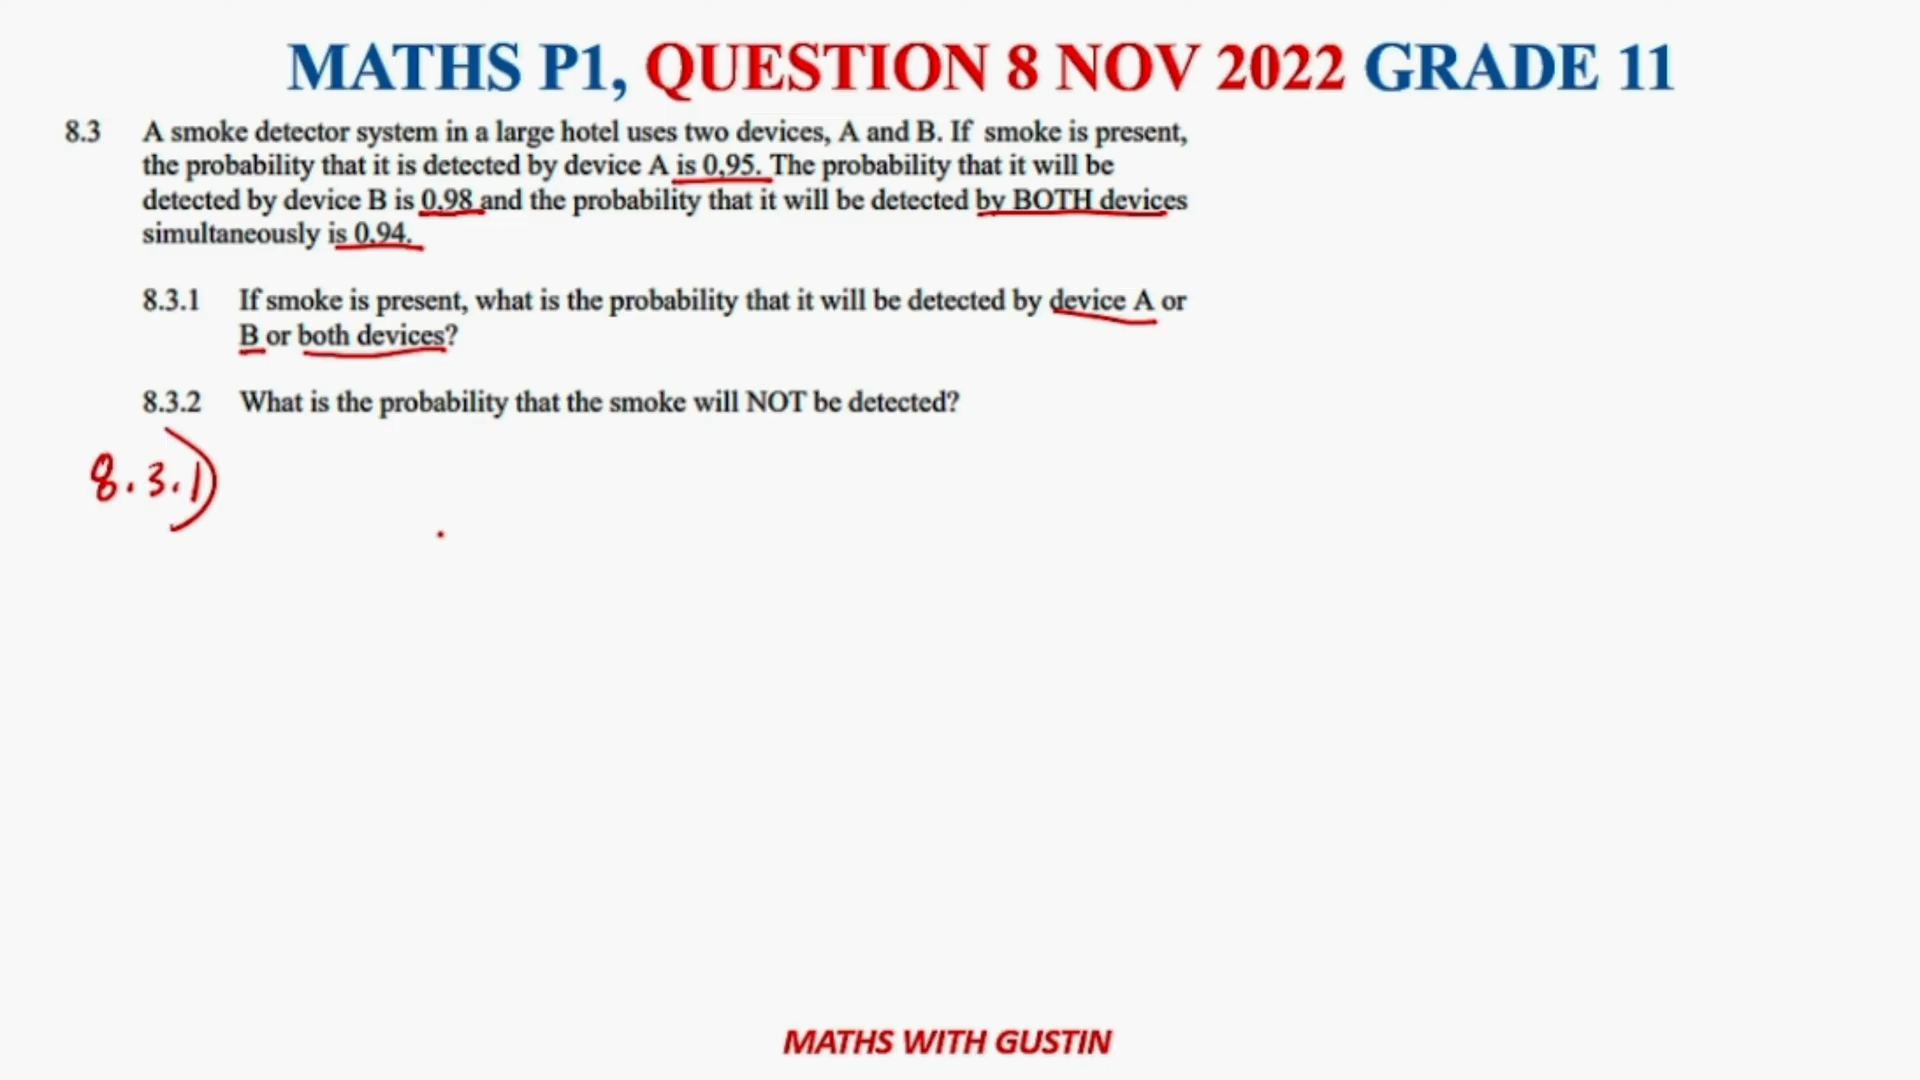 MATHS P1, QUESTION 8 NOV 2022 GRADE 11
8.3 A smoke detector system in a large hotel uses two devices, A and B. If smoke is present,
the probability that it is detected by device A is 0,95. The probability that it will be
detected by device B is 0,98 and the probability that it will be detected by BOTH devices
simultaneously is 0,94.
8.3.1 If smoke is present, what is the probability that it will be detected by device A or
B or both devices?
8.3.2 What is the probability that the smoke will NOT be detected?
8.3.1)
MATHS WITH GUSTIN